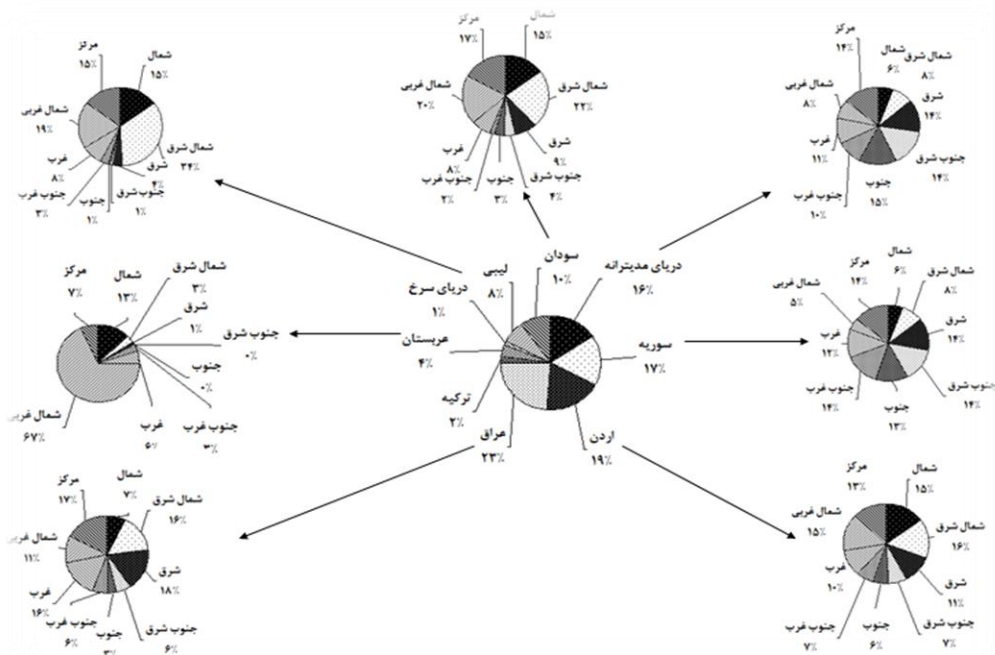 مرکز
۱۵٪
شمال
۱۵٪
شمال شرق
۳۴٪
شرق
۴٪
جنوب شرق
۱٪
جنوب
۱٪
جنوب غرب
۳٪
غرب
۸٪
شمال غربی
۱۹٪
مرکز
۱۷٪
شمال
۱۵٪
شمال شرق
۲۲٪
شرق
۹٪
جنوب شرق
۴٪
جنوب
۳٪
جنوب غرب
۲٪
غرب
۸٪
شمال غربی
۲۰٪
مرکز
۱۴٪
شمال
۶٪
شمال شرق
۸٪
شرق
۱۴٪
جنوب شرق
۱۴٪
جنوب
۱۵٪
جنوب غرب
۱۰٪
غرب
۱۱٪
شمال غربی
۸٪
مرکز
۷٪
شمال
۱۳٪
شمال شرق
۳٪
شرق
۱٪
جنوب شرق
۰٪
جنوب
۰٪
جنوب غرب
۳٪
غرب
۶٪
شمال غربی
۶۷٪
سودان
۱۰٪
دریای مدیترانه
۱۶٪
سوریه
۱۷٪
اردن
۱۹٪
عراق
۲۳٪
ترکیه
۲٪
عربستان
۴٪
دریای سرخ
۱٪
لیبی
۸٪
مرکز
۱۴٪
شمال
۶٪
شمال شرق
۸٪
شرق
۱۴٪
جنوب شرق
۱۴٪
جنوب
۱۳٪
جنوب غرب
۱۴٪
غرب
۱۲٪
شمال غربی
۵٪
مرکز
۱۷٪
شمال
۷٪
شمال شرق
۱۶٪
شرق
۱۸٪
جنوب شرق
۶٪
جنوب
جنوب غرب
۶٪
غرب
۱۶٪
شمال غربی
۱۱٪
مرکز
۱۳٪
شمال
۱۵٪
شمال شرق
۱۶٪
شرق
۱۱٪
جنوب شرق
۷٪
جنوب
۶٪
جنوب غرب
۷٪
غرب
۱۰٪
شمال غربی
۱۵٪